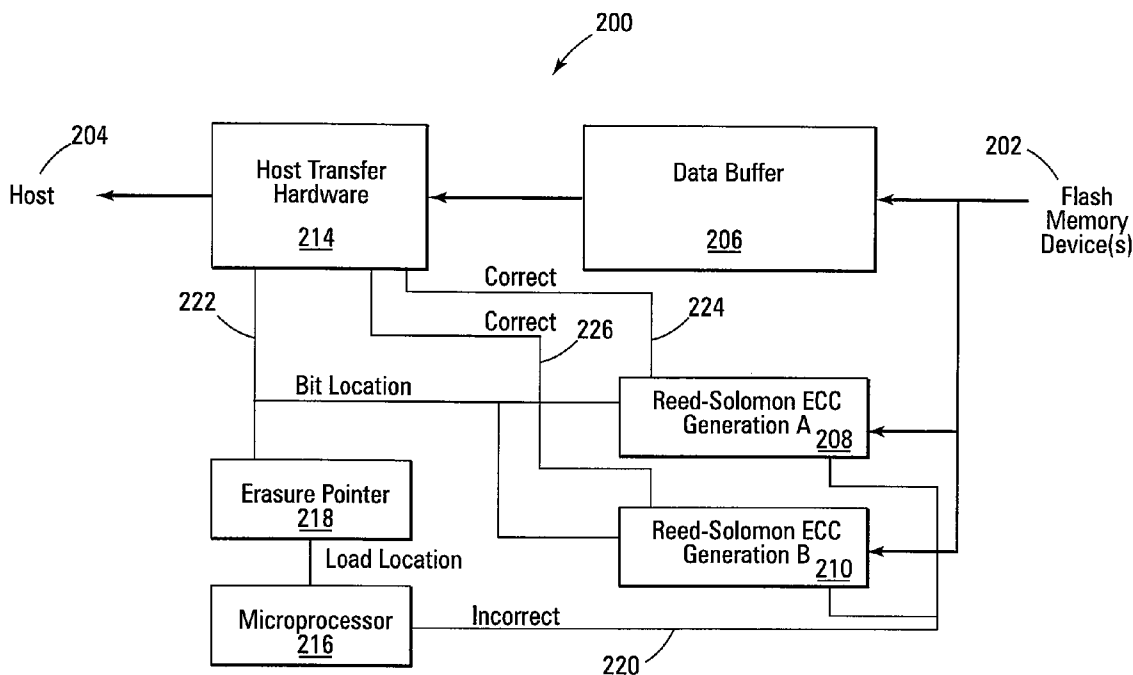 200
204
Host
Host Transfer
Hardware
214
Data Buffer
206
202
Flash
Memory
Device(s)
222
Correct
Correct
224
226
Bit Location
Reed-Solomon ECC
Generation A
208
Erasure Pointer
218
Reed-Solomon ECC
Generation B
210
Load Location
Microprocessor
216
Incorrect
220